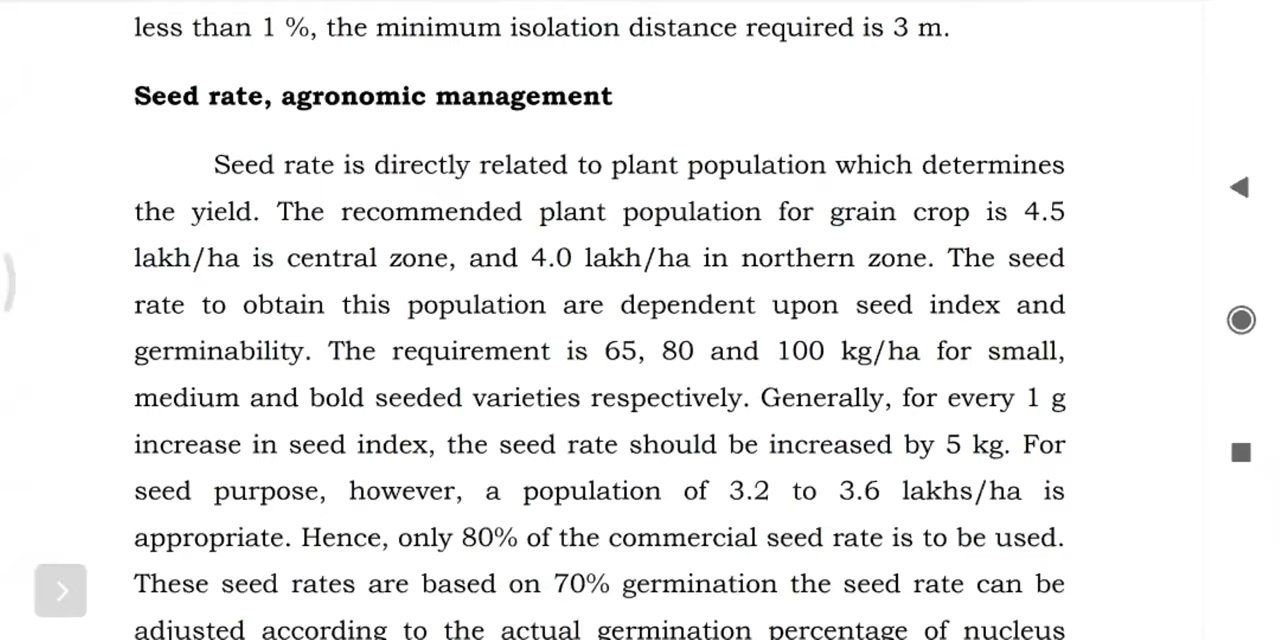 less than 1 %, the minimum isolation distance required is 3 m.
Seed rate, agronomic management
Seed rate is directly related to plant population which determines
the yield. The recommended plant population for grain crop is 4.5
lakh/ha is central zone, and 4.0 lakh/ha in northern zone. The seed
rate to obtain this population are dependent upon seed index and
germinability. The requirement is 65, 80 and 100 kg/ha for small,
medium and bold seeded varieties respectively. Generally, for every 1 g
increase in seed index, the seed rate should be increased by 5 kg. For
seed purpose, however, a population of 3.2 to 3.6 lakhs/ha is
appropriate. Hence, only 80% of the commercial seed rate is to be used.
These seed rates are based on 70% germination the seed rate can be
adjusted according to the actual germination percentage of nucleus